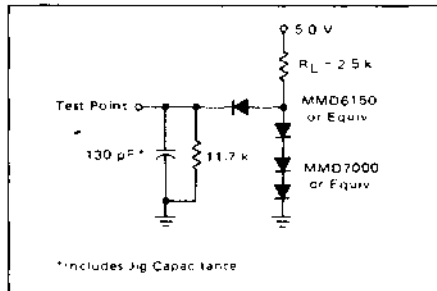 5.0 V
R_L = 2.5 k
Test Point
MMD6150
or Equiv
130 pF*
11.7 k
MMD7000
or Equiv
*Includes Jig Capacitance